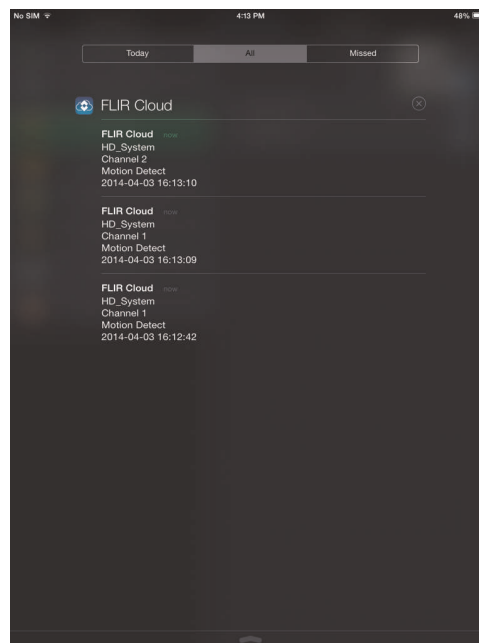 No SIM 4:13 PM 48%
Today All Missed
FLIR Cloud
FLIR Cloud now
HD_System
Channel 2
Motion Detect
2014-04-03 16:13:10
FLIR Cloud now
HD_System
Channel 1
Motion Detect
2014-04-03 16:13:09
FLIR Cloud now
HD_System
Channel 1
Motion Detect
2014-04-03 16:12:42